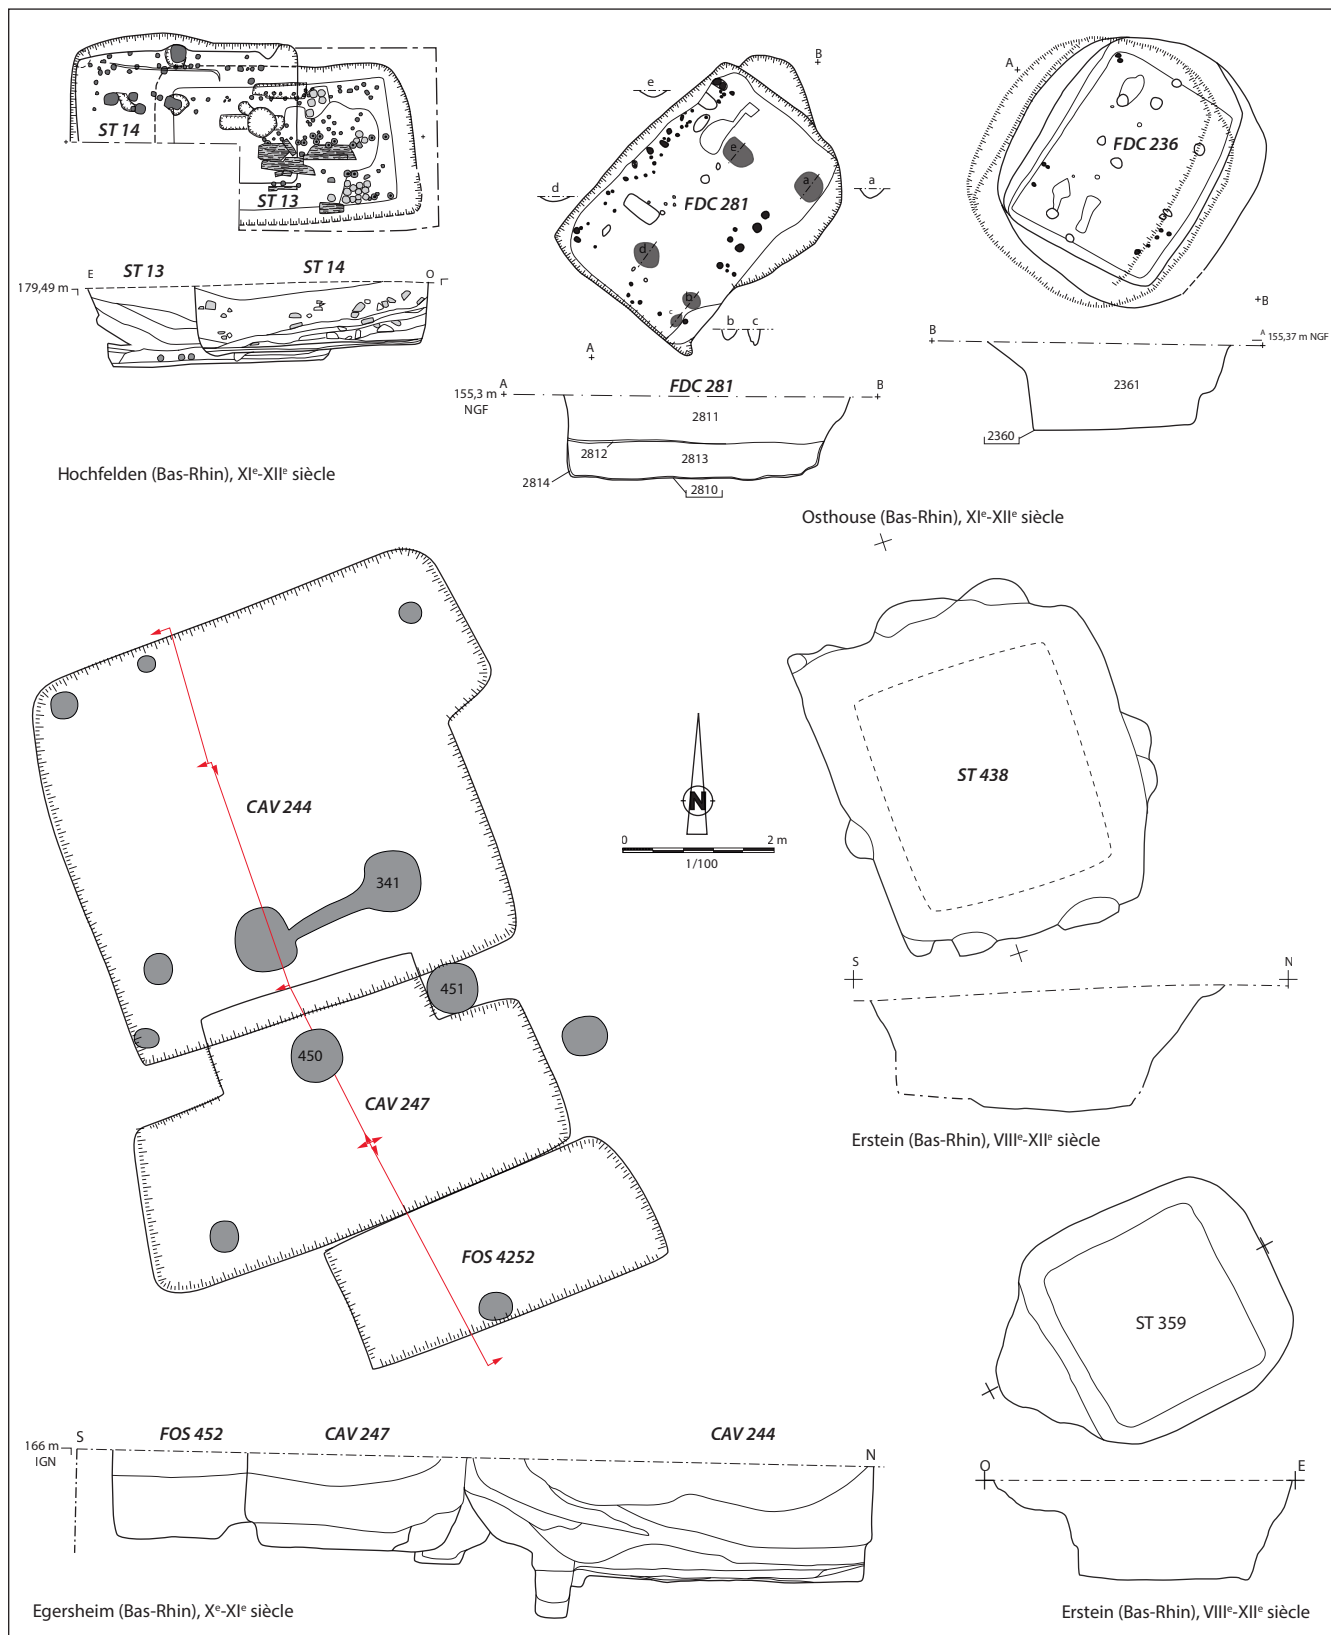 ST 14
ST 13
E
ST 13
ST 14
O
179,49 m
Hochfelden (Bas-Rhin), XIe-XIIe siècle
B
e
e
a
a
d
FDC 281
d
b
c
b
c
A
155,3 m
NGF
A
FDC 281
B
2811
2812
2813
2814
2810
A
FDC 236
B
B
A
155,37 m NGF
2361
2360
Osthouse (Bas-Rhin), XIe-XIIe siècle
CAV 244
341
451
450
CAV 247
FOS 4252
N
0
2 m
1/100
ST 438
S
N
Erstein (Bas-Rhin), VIIIe-XIIe siècle
ST 359
O
E
Erstein (Bas-Rhin), VIIIe-XIIe siècle
166 m
IGN
S
FOS 452
CAV 247
CAV 244
N
Egersheim (Bas-Rhin), Xe-XIe siècle